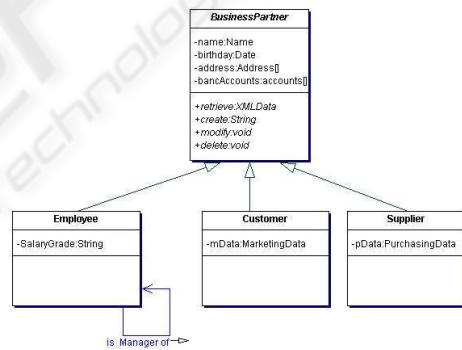 BusinessPartner
-name:Name
-birthday:Date
-address:Address[]
-bancAccounts:accounts[]
+retrieve:XMLData
+create:String
+modify:void
+delete:void
Employee
-SalaryGrade:String
Customer
-mData:MarketingData
Supplier
-pData:PurchasingData
is Manager of